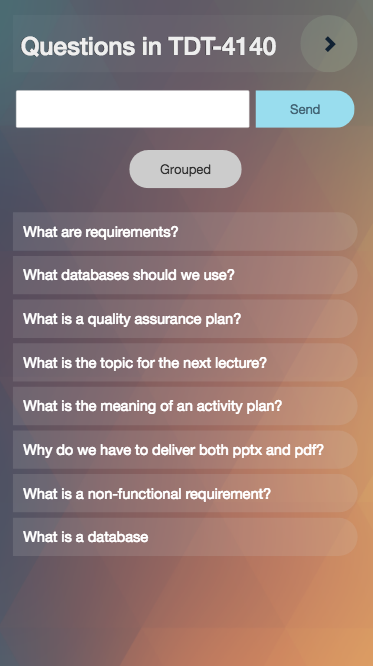 Questions in TDT-4140
Send
Grouped
What are requirements?
What databases should we use?
What is a quality assurance plan?
What is the topic for the next lecture?
What is the meaning of an activity plan?
Why do we have to deliver both pptx and pdf?
What is a non-functional requirement?
What is a database